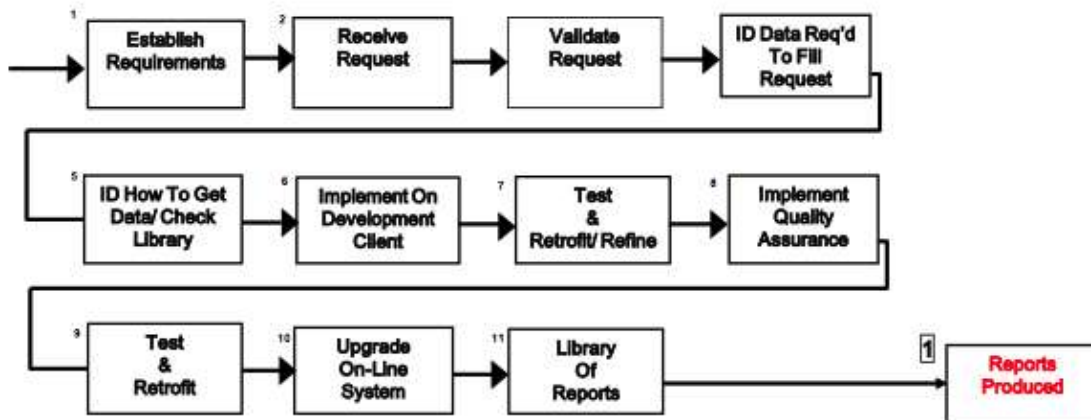 1
Establish
Requirements
2
Receive
Request
Validate
Request
ID Data Req'd
To Fill
Request
5
ID How To Get
Data/ Check
Library
6
Implement On
Development
Client
7
Test
&
Retrofit/ Refine
8
Implement
Quality
Assurance
9
Test
&
Retrofit
10
Upgrade
On-Line
System
11
Library
Of
Reports
1
Reports
Produced